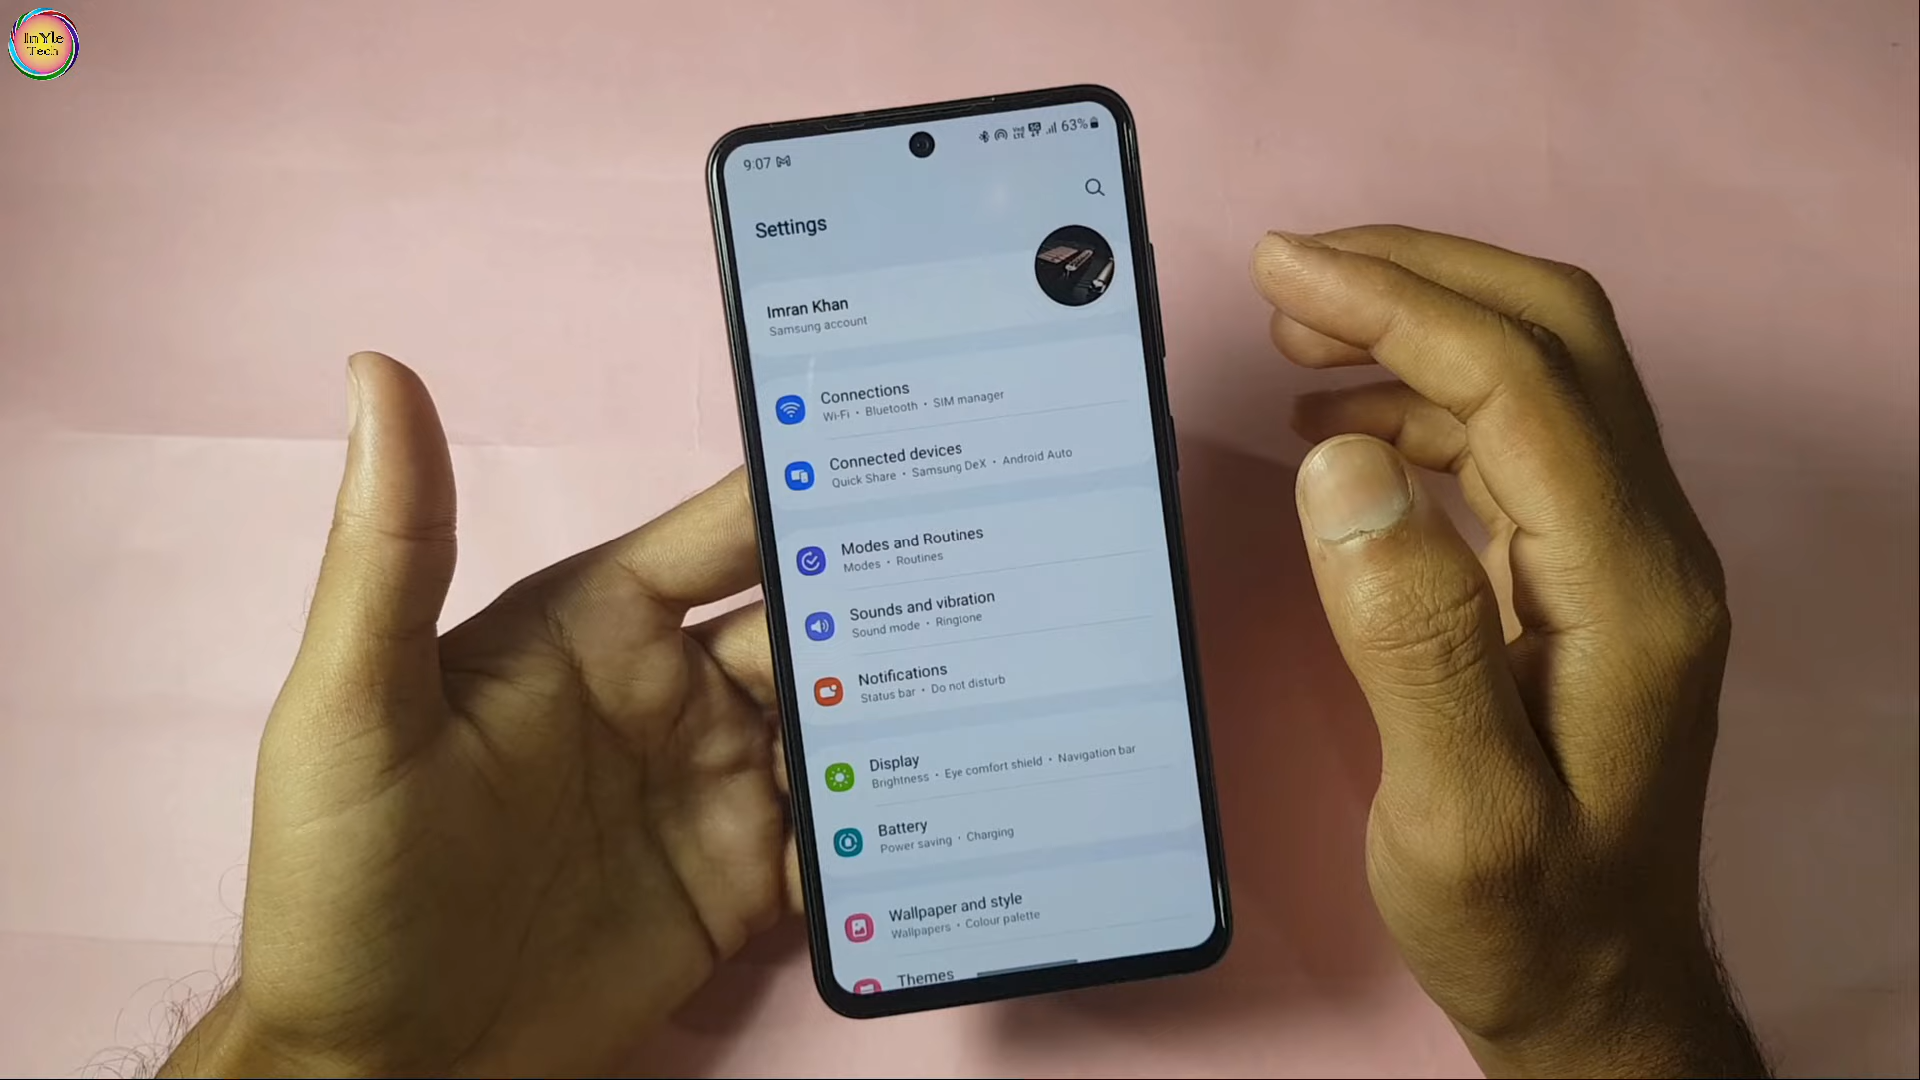 InYle
Tech
9:07
63%
Settings
Imran Khan
Samsung account
Connections
Wi-Fi • Bluetooth • SIM manager
Connected devices
Quick Share • Samsung DeX • Android Auto
Modes and Routines
Modes • Routines
Sounds and vibration
Sound mode • Ringtone
Notifications
Status bar • Do not disturb
Display
Brightness • Eye comfort shield • Navigation bar
Battery
Power saving • Charging
Wallpaper and style
Wallpapers • Colour palette
Themes